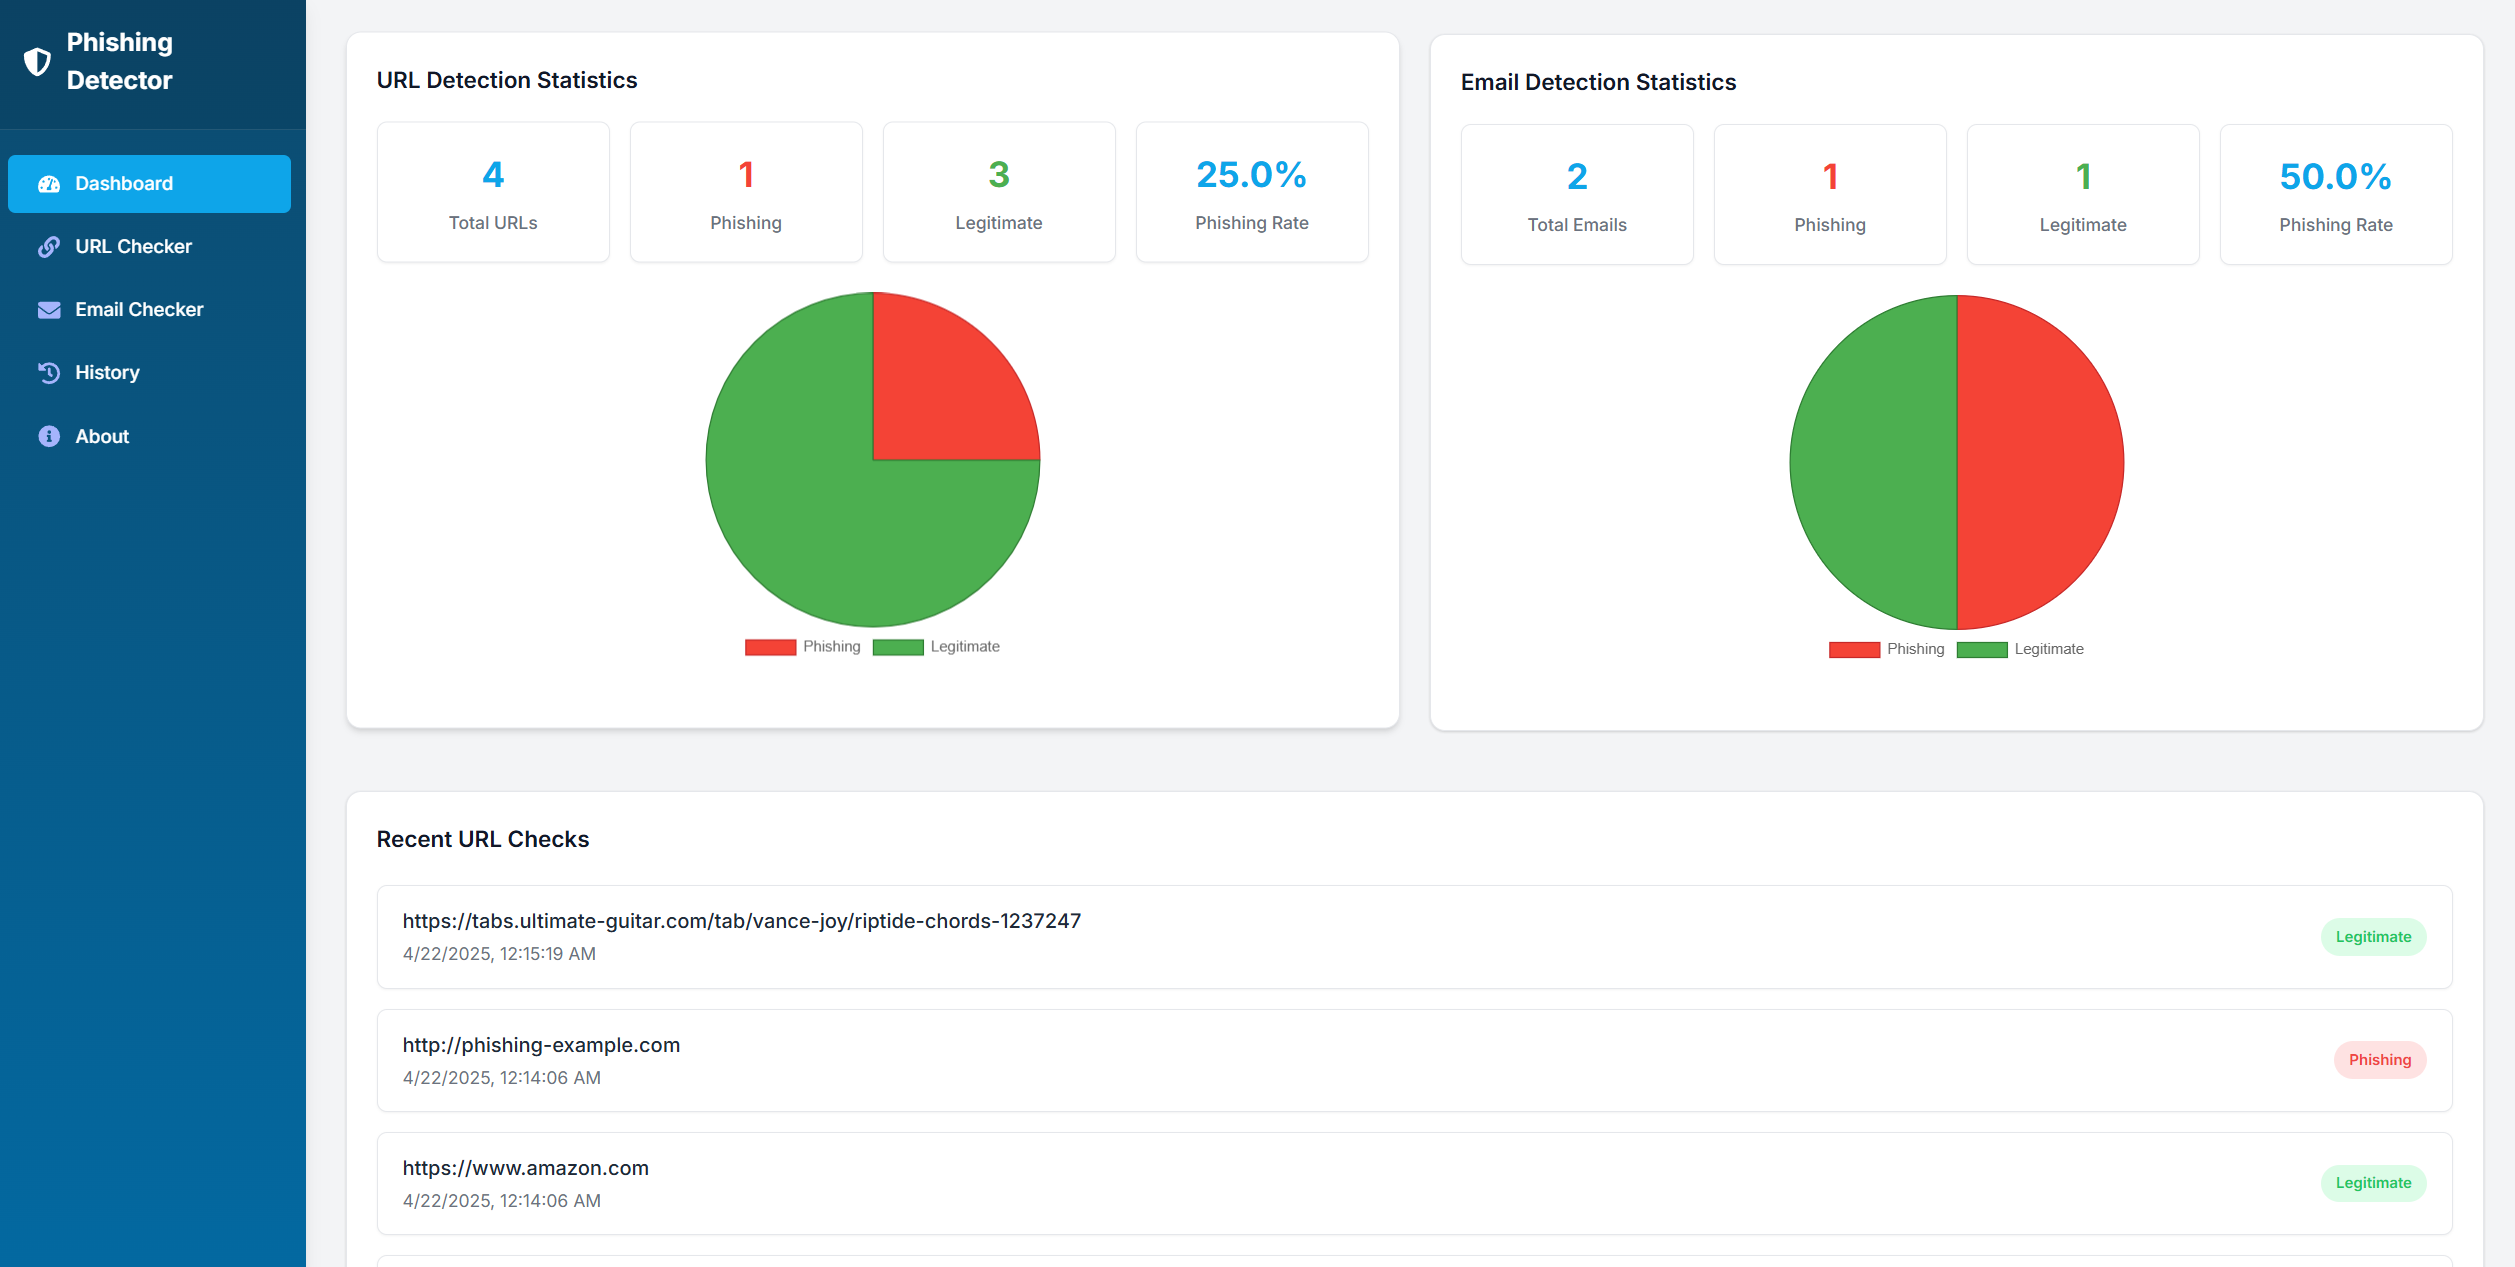 Phishing
Detector
Dashboard
URL Checker
Email Checker
History
About
URL Detection Statistics
4
Total URLs
1
Phishing
3
Legitimate
25.0%
Phishing Rate
Phishing
Legitimate
Email Detection Statistics
2
Total Emails
1
Phishing
1
Legitimate
50.0%
Phishing Rate
Phishing
Legitimate
Recent URL Checks
https://tabs.ultimate-guitar.com/tab/vance-joy/riptide-chords-1237247
4/22/2025, 12:15:19 AM
Legitimate
http://phishing-example.com
4/22/2025, 12:14:06 AM
Phishing
https://www.amazon.com
4/22/2025, 12:14:06 AM
Legitimate